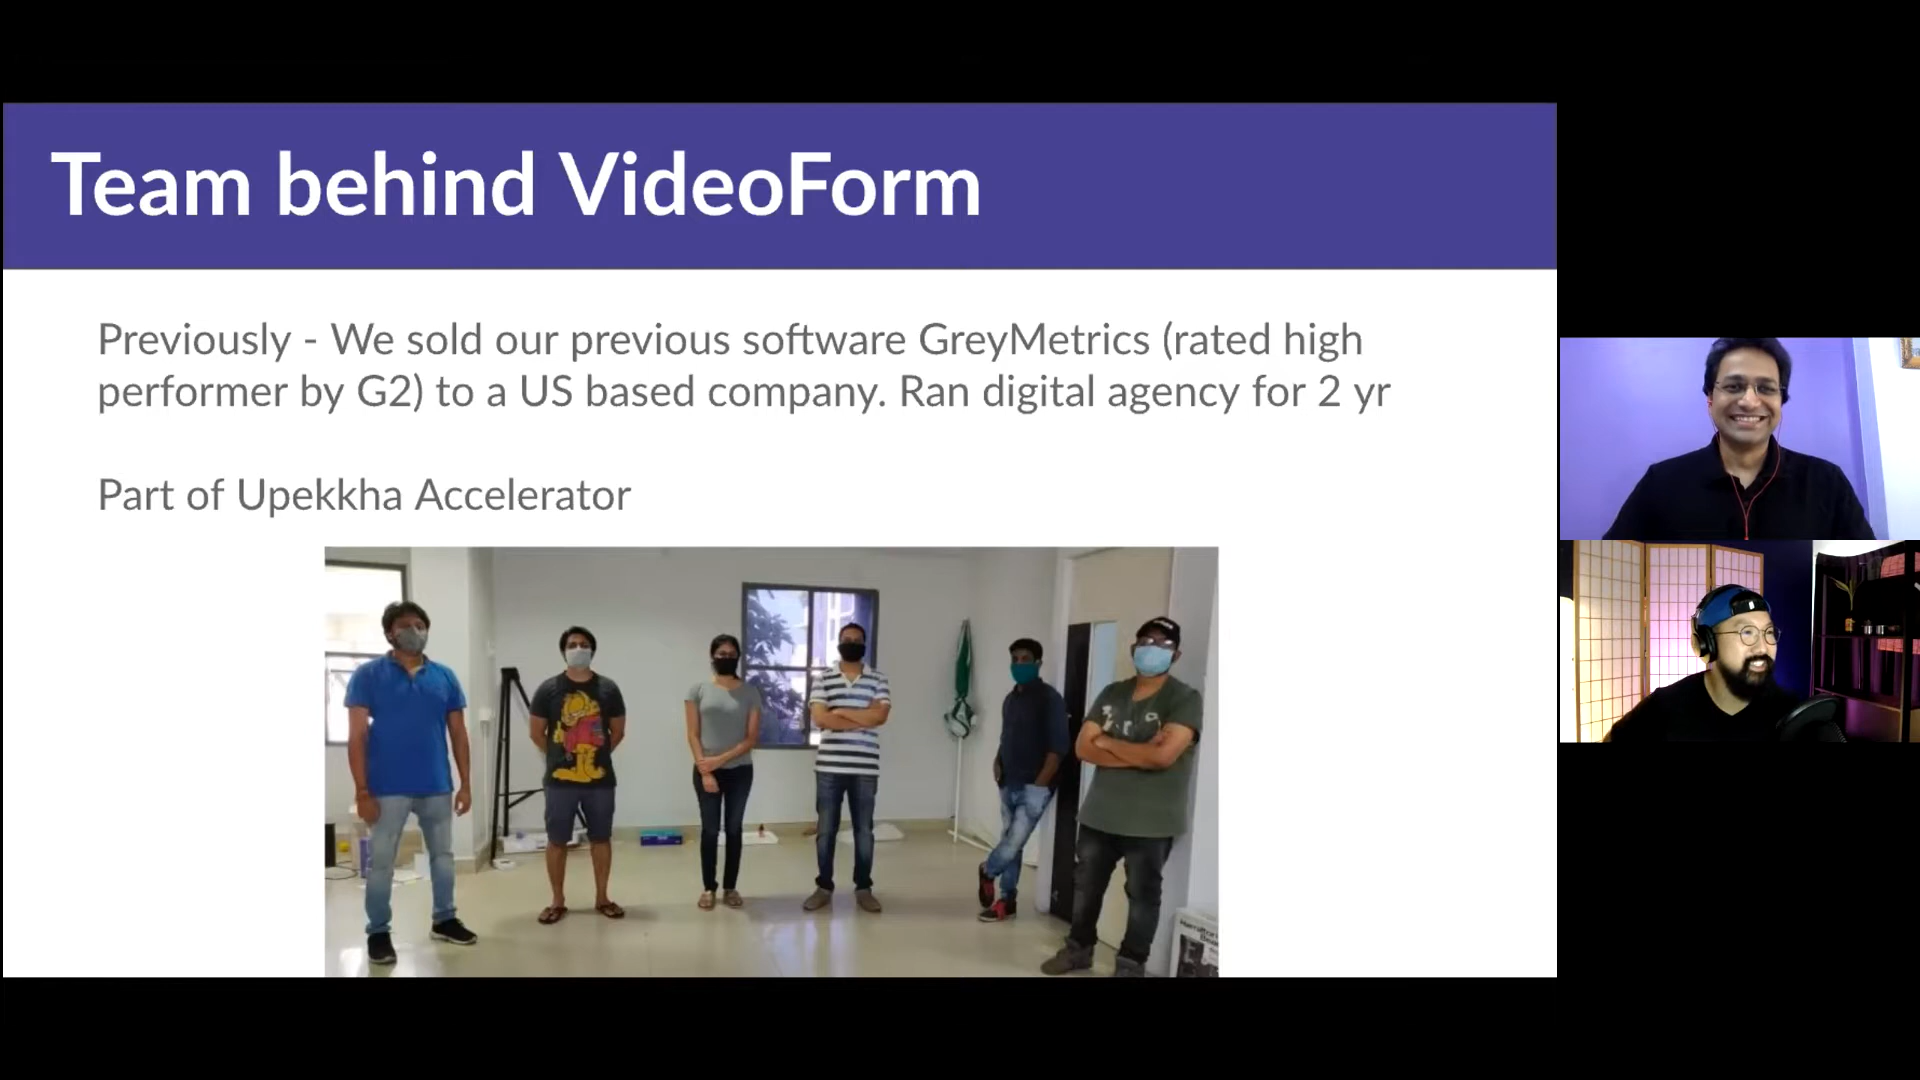 Team behind VideoForm
Previously - We sold our previous software GreyMetrics (rated high
performer by G2) to a US based company. Ran digital agency for 2 yr
Part of Upekkha Accelerator